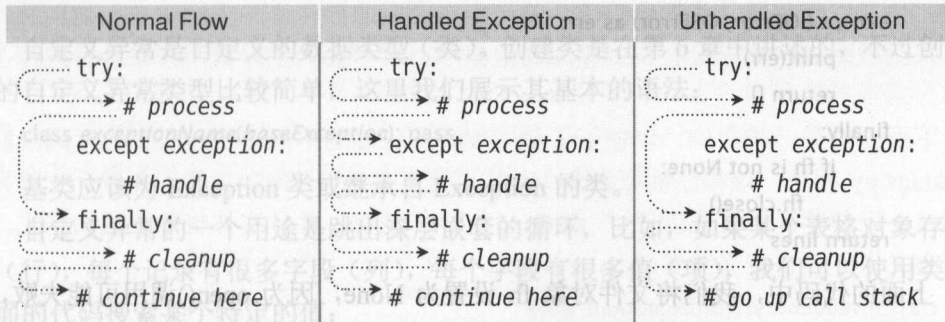 Normal Flow
Handled Exception
Unhandled Exception
try:
# process
except exception:
# handle
finally:
# cleanup
# continue here
try:
# process
except exception:
# handle
finally:
# cleanup
# continue here
try:
# process
except exception:
# handle
finally:
# cleanup
# go up call stack